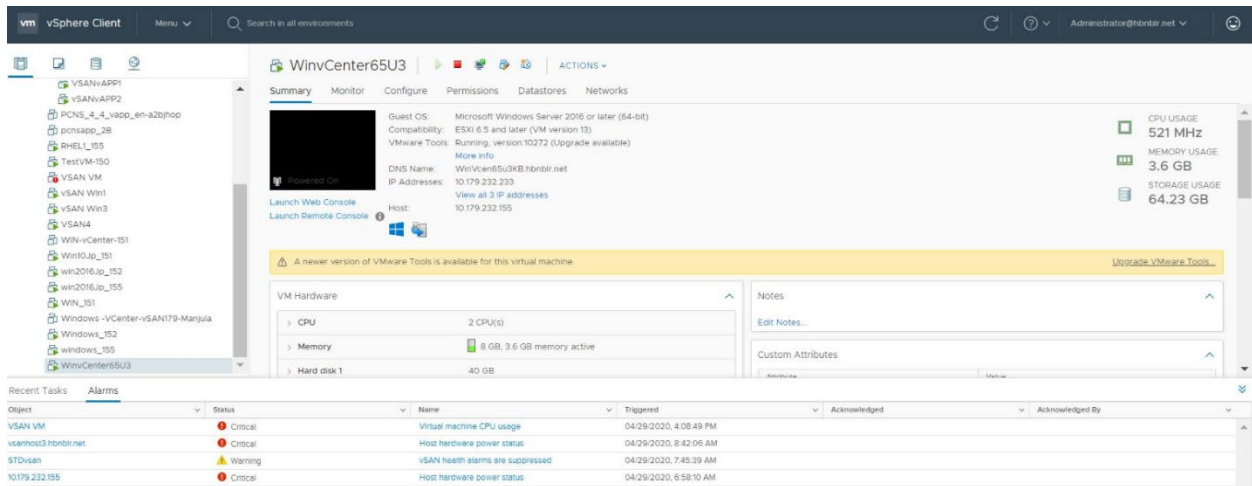 vm vSphere Client Menu Search in all environments Administrator@hbnblr.net
VSANvAPP1
vSANvAPP2
PCNS_4_4_vapp_en-a2bjhop
pcnsapp_28
RHEL1_155
TestVM-150
VSAN VM
vSAN Win1
vSAN Win3
VSAN4
WIN-vCenter-151
Win10Jp_151
win2016Jp_152
win2016Jp_155
WIN_151
Windows -VCenter-vSAN179-Manjula
Windows_152
windows_155
WinvCenter65U3
WinvCenter65U3 ACTIONS
Summary Monitor Configure Permissions Datastores Networks
Powered On
Launch Web Console
Launch Remote Console
Guest OS: Microsoft Windows Server 2016 or later (64-bit)
Compatibility: ESXi 6.5 and later (VM version 13)
VMware Tools: Running, version:10272 (Upgrade available)
More info
DNS Name: WinVcen65u3KB.hbnblr.net
IP Addresses: 10.179.232.233
View all 3 IP addresses
Host: 10.179.232.155
CPU USAGE
521 MHz
MEMORY USAGE
3.6 GB
STORAGE USAGE
64.23 GB
A newer version of VMware Tools is available for this virtual machine Upgrade VMware Tools...
VM Hardware
CPU 2 CPU(s)
Memory 8 GB, 3.6 GB memory active
Hard disk 1 40 GB
Notes
Edit Notes...
Custom Attributes
Attribute Value
Recent Tasks Alarms
Object Status Name Triggered Acknowledged Acknowledged By
VSAN VM Critical Virtual machine CPU usage 04/29/2020, 4:08:49 PM
vsanhost3.hbnblr.net Critical Host hardware power status 04/29/2020, 8:42:06 AM
STDvsan Warning vSAN health alarms are suppressed 04/29/2020, 7:45:39 AM
10.179.232.155 Critical Host hardware power status 04/29/2020, 6:58:10 AM